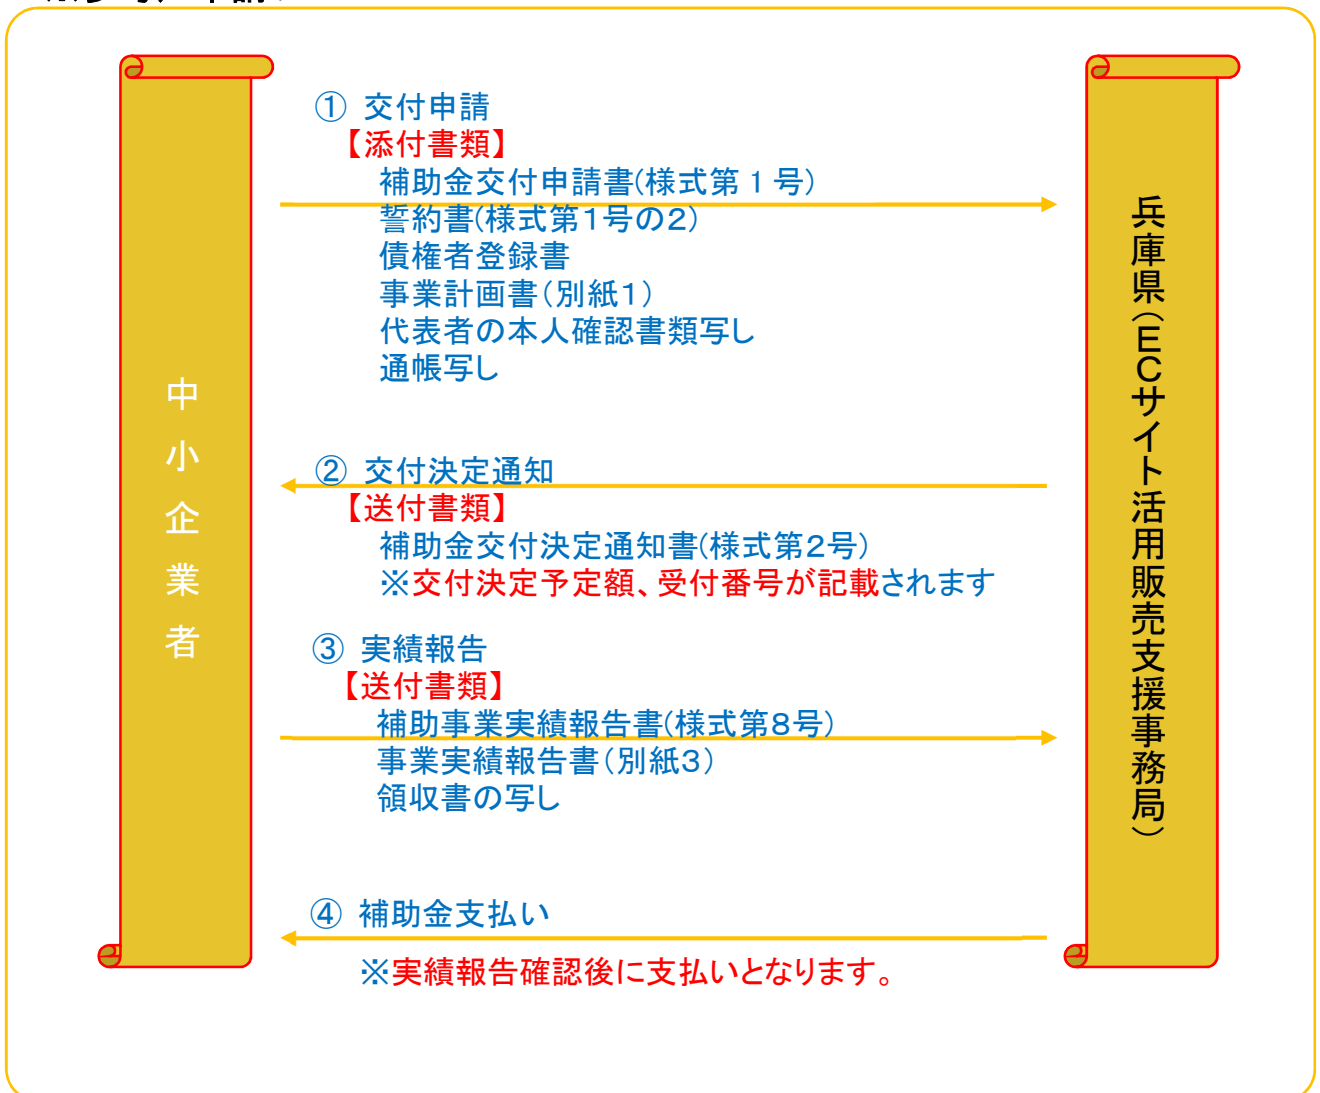 中小企業者
① 交付申請
【添付書類】
補助金交付申請書(様式第１号)
誓約書(様式第1号の2)
債権者登録書
事業計画書(別紙1)
代表者の本人確認書類写し
通帳写し
② 交付決定通知
【送付書類】
補助金交付決定通知書(様式第2号)
※交付決定予定額、受付番号が記載されます
③ 実績報告
【送付書類】
補助事業実績報告書(様式第8号)
事業実績報告書(別紙3)
領収書の写し
④ 補助金支払い
※実績報告確認後に支払いとなります。
兵庫県(ECサイト活用販売支援事務局)